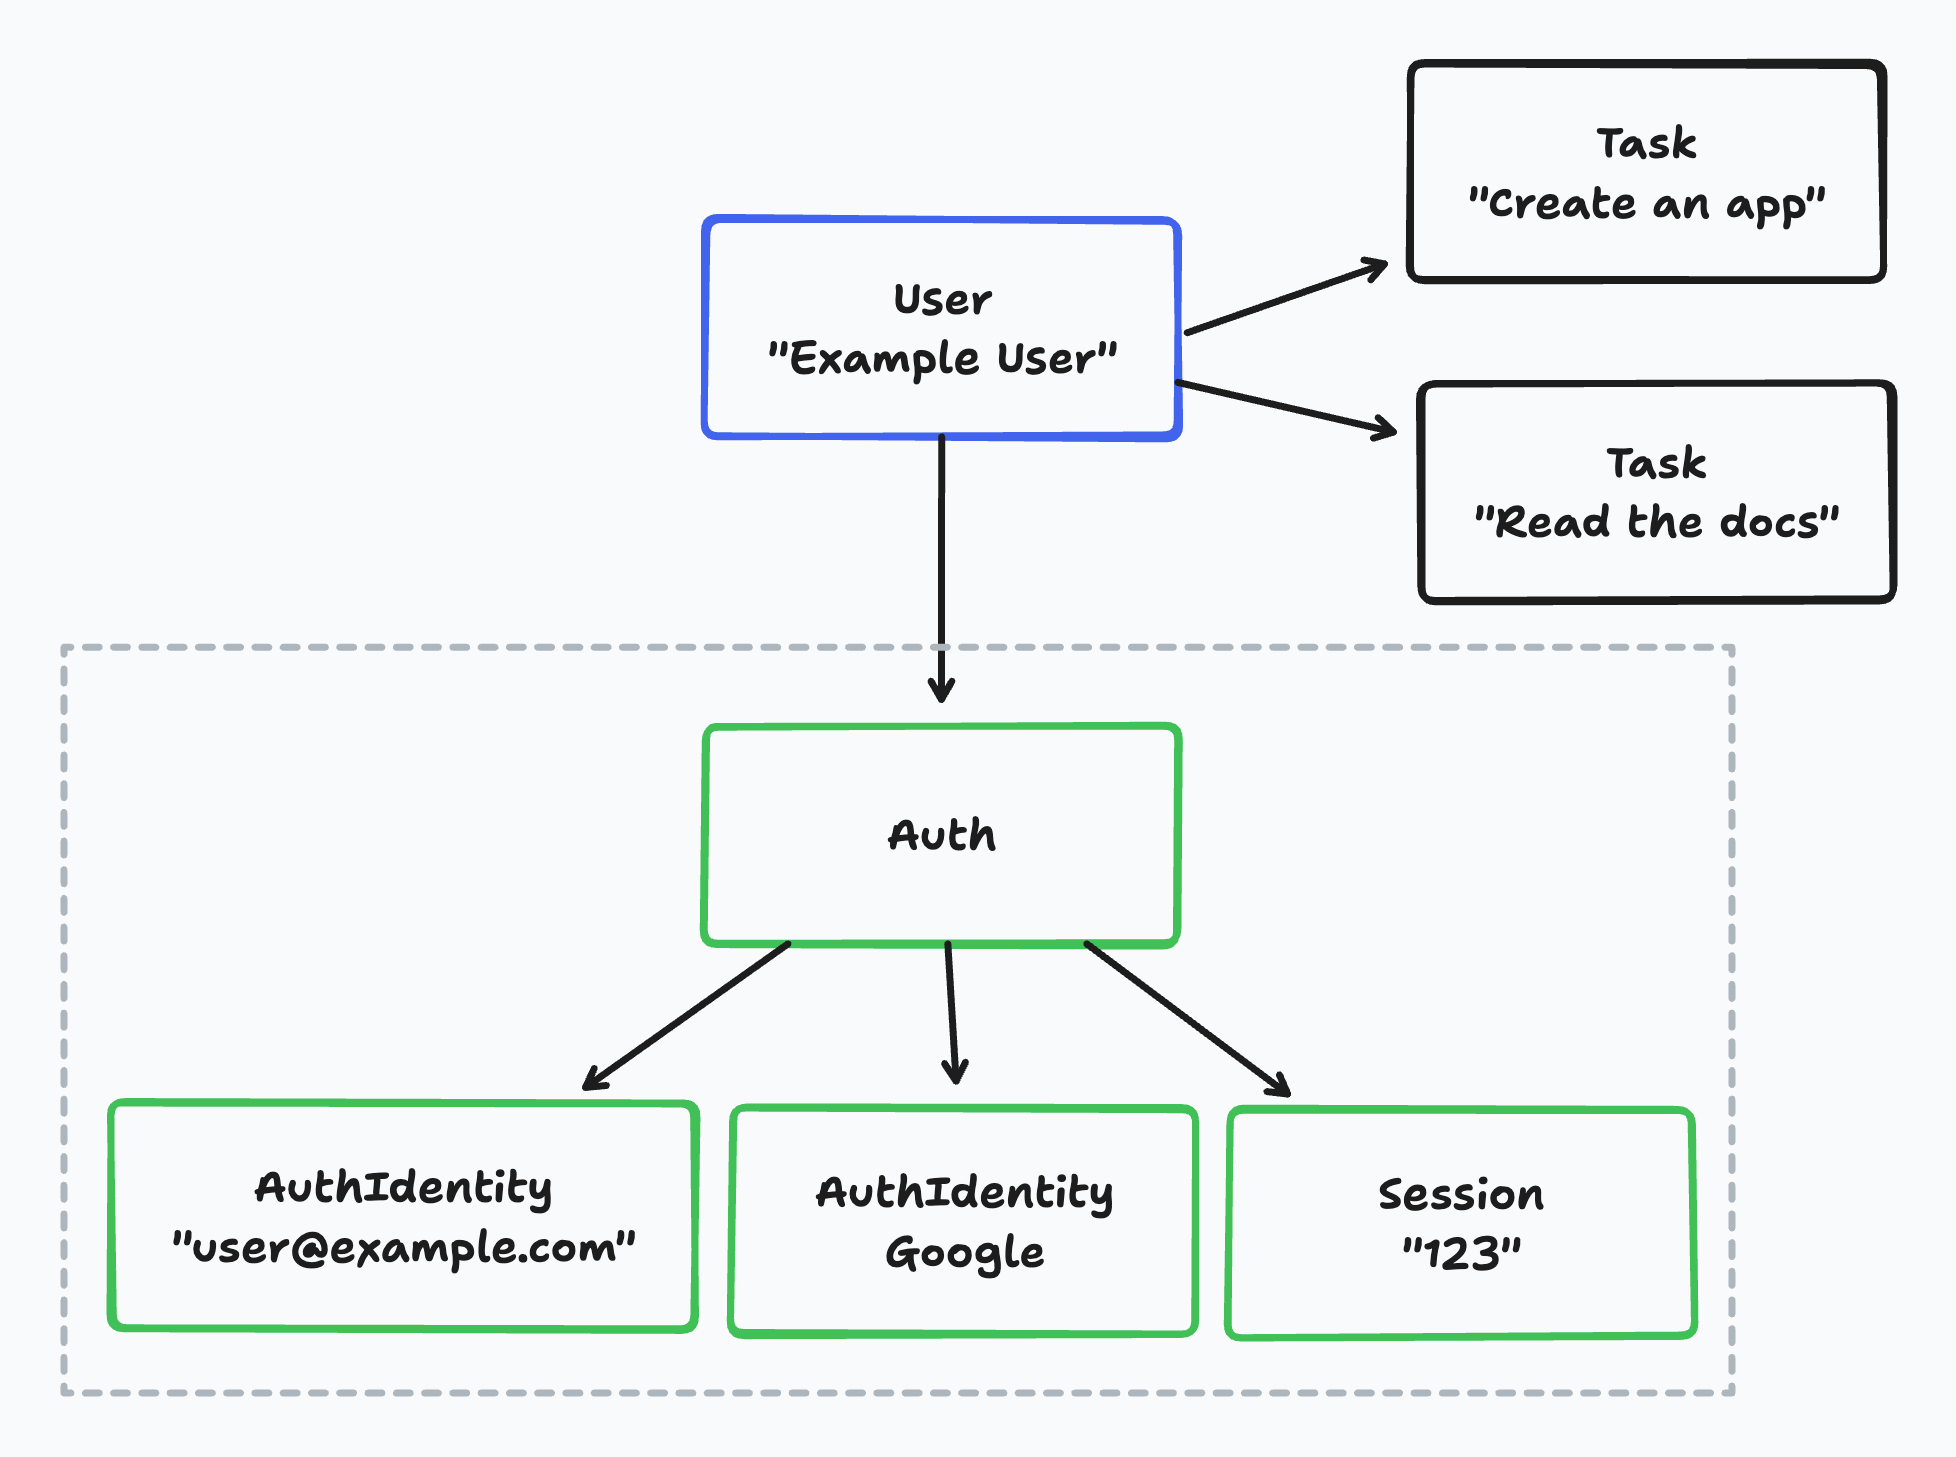 Task
"Create an app"
User
"Example User"
Task
"Read the docs"
Auth
AuthIdentity
"user@example.com"
AuthIdentity
Google
Session
"123"